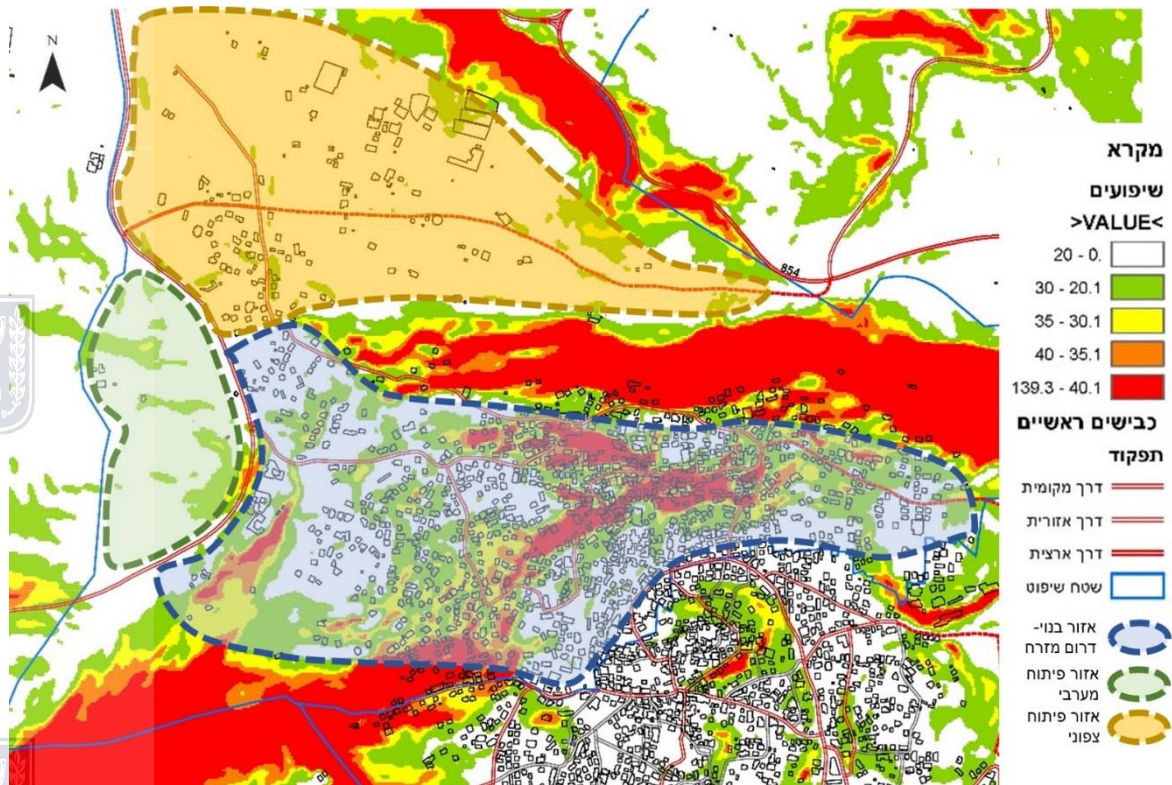 N
854
מקרא
שיפועים
>VALUE<
20 - 0.
30 - 20.1
35 - 30.1
40 - 35.1
139.3 - 40.1
כבישים ראשיים
תפקוד
דרך מקומית
דרך אזורית
דרך ארצית
שטח שיפוט
אזור בנוי-
דרום מזרח
אזור פיתוח
מערבי
אזור פיתוח
צפוני